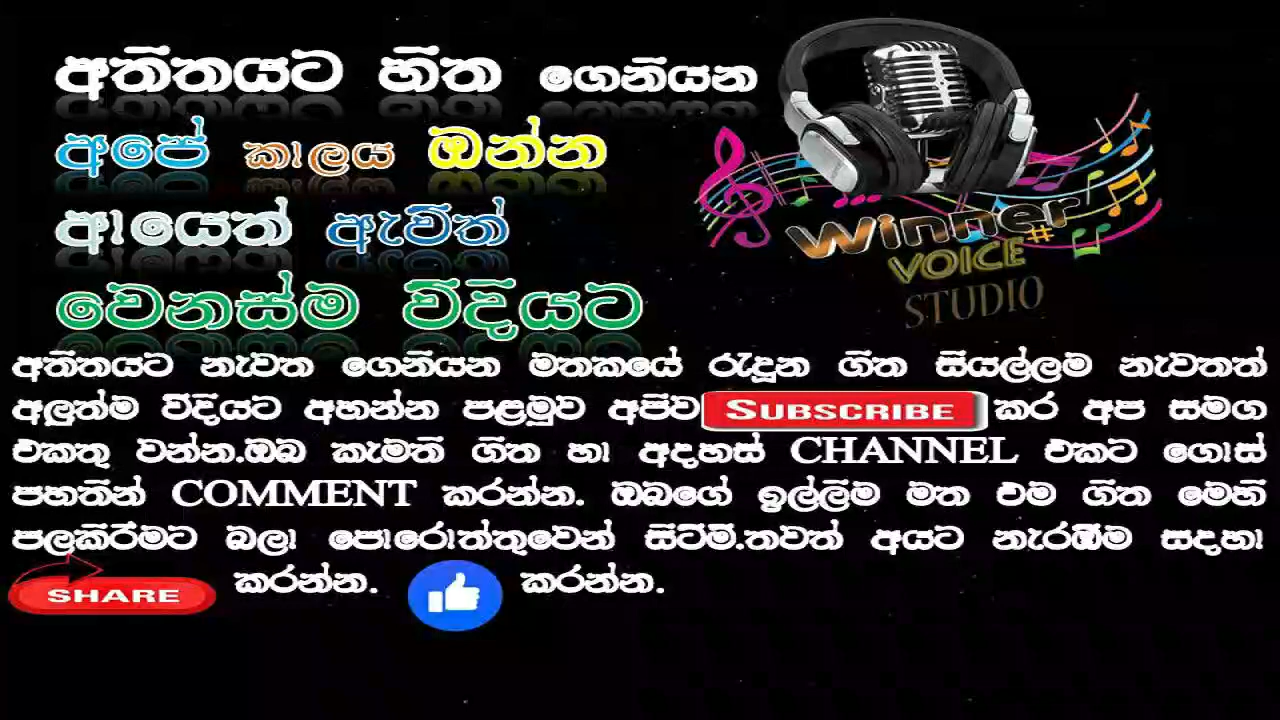 අතීතයට හිත ගෙනියන
අපේ කාලය ඔන්න
ආයෙත් ඇවිත්
වෙනස්ම විදියට
Winner
#
VOICE
STUDIO
අතීතයට නැවත ගෙනියන මතකයේ රැදූන ගීත සියල්ලම නැවතත්
අලුත්ම විදියට අහන්න පළමුව අපිව SUBSCRIBE කර අප සමග
එකතු වන්න.ඔබ කැමති ගීත හා අදහස් CHANNEL එකට ගොස්
පහතින් COMMENT කරන්න. ඔබගේ ඉල්ලීම මත එම ගීත මෙහි
පලකිරීමට බලා පොරොත්තුවෙන් සිටිමි.තවත් අයට නැරඹීම සදහා
SHARE කරන්න. කරන්න.